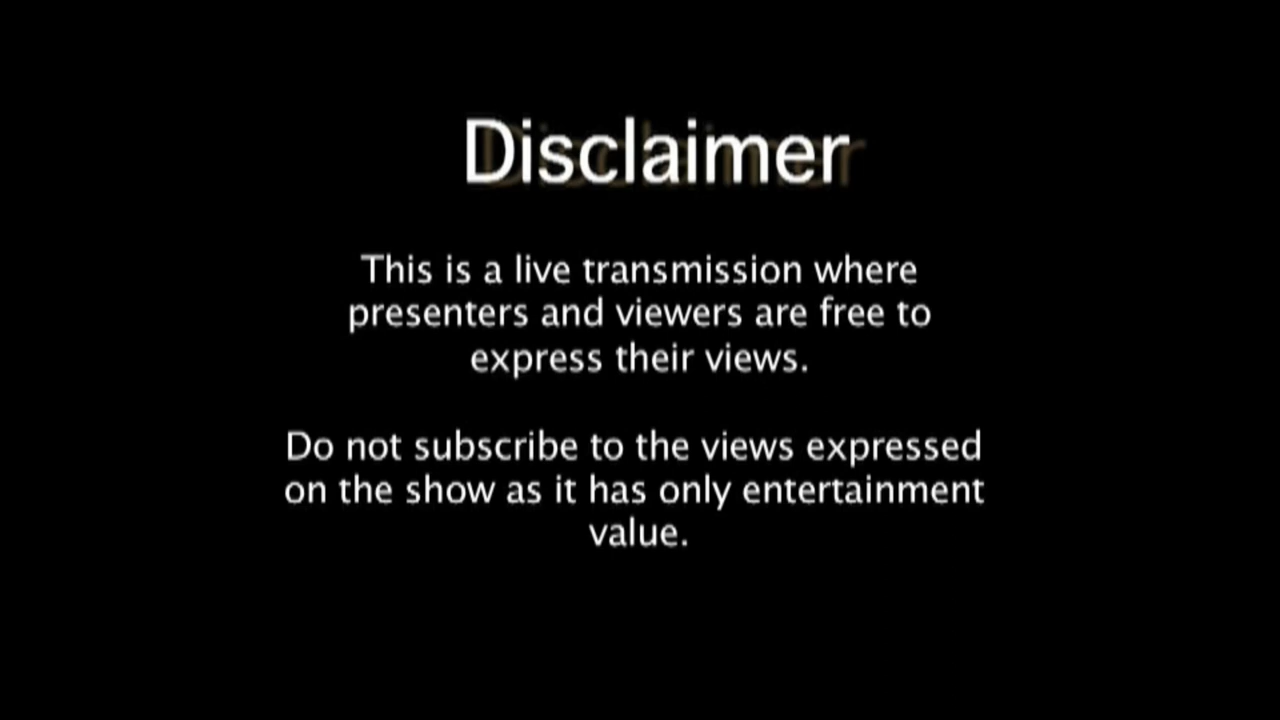 Disclaimer
This is a live transmission where
presenters and viewers are free to
express their views.
Do not subscribe to the views expressed
on the show as it has only entertainment
value.